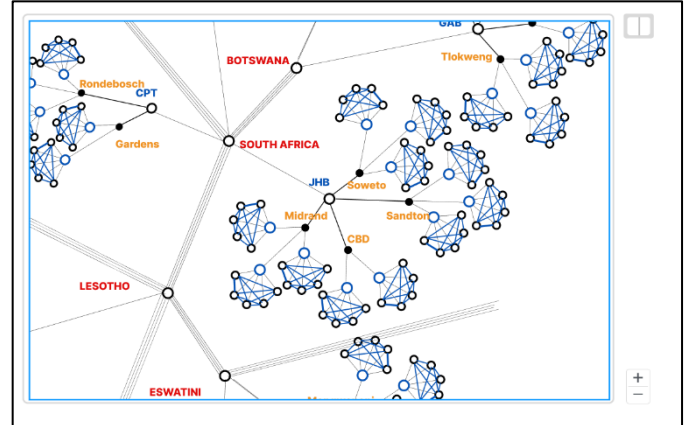 GAB
BOTSWANA
Tlokweng
Rondebosch
CPT
Gardens
SOUTH AFRICA
JHB
Soweto
Midrand
Sandton
CBD
LESOTHO
ESWATINI
+
−